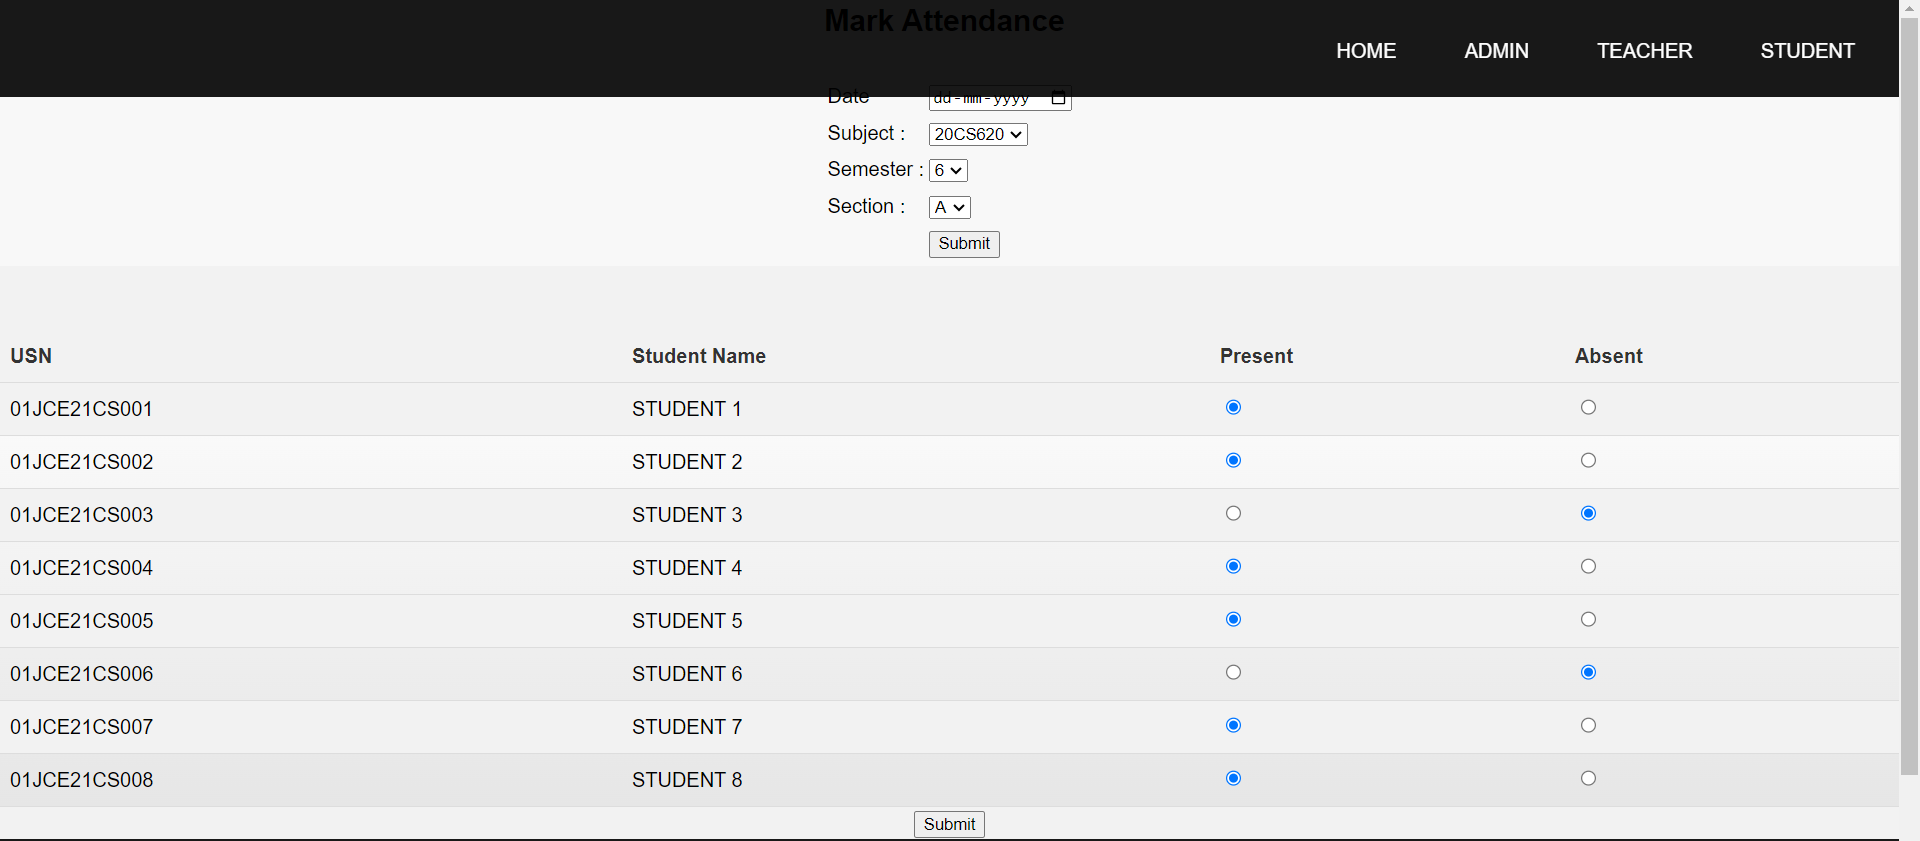 Mark Attendance
HOME ADMIN TEACHER STUDENT
Date dd-mm-yyyy
Subject : 20CS620
Semester : 6
Section : A
Submit
USN Student Name Present Absent
01JCE21CS001 STUDENT 1
01JCE21CS002 STUDENT 2
01JCE21CS003 STUDENT 3
01JCE21CS004 STUDENT 4
01JCE21CS005 STUDENT 5
01JCE21CS006 STUDENT 6
01JCE21CS007 STUDENT 7
01JCE21CS008 STUDENT 8
Submit